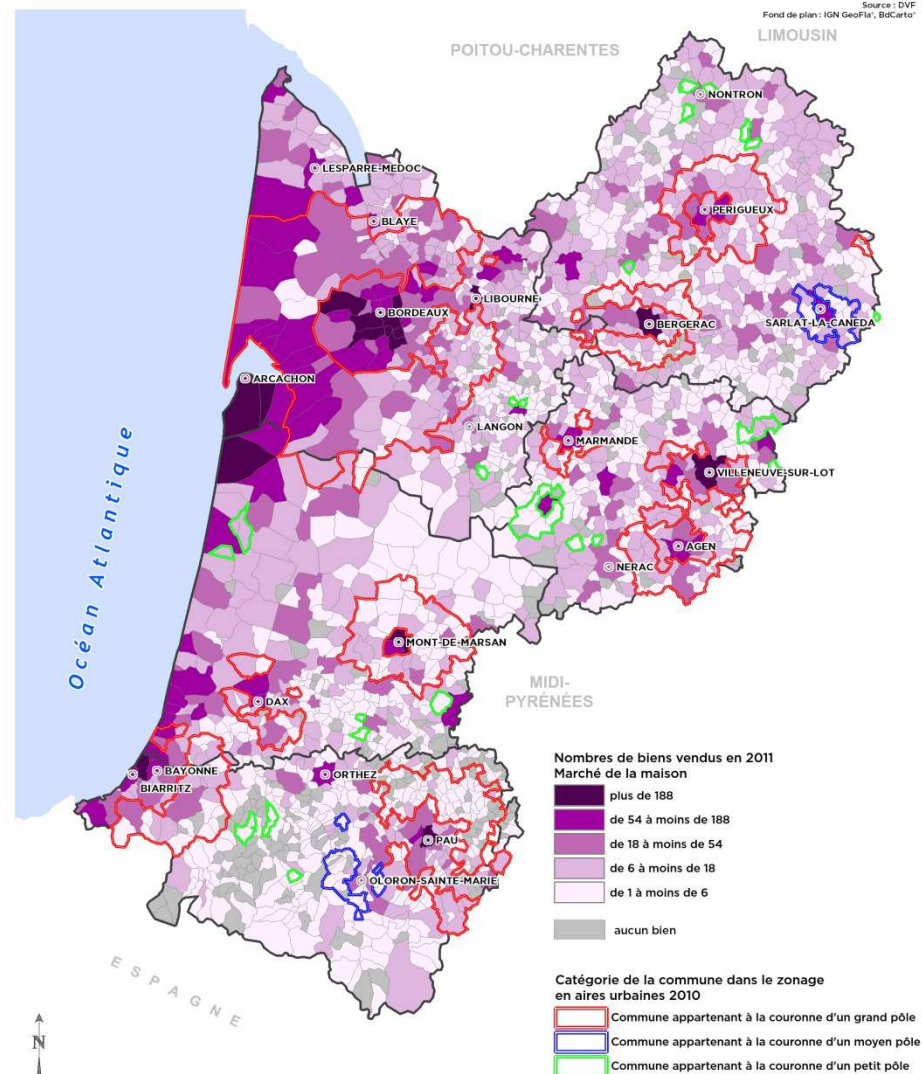 Source : DVF
Fond de plan : IGN GeoFla®, BdCarto®
POITOU-CHARENTES
LIMOUSIN
NONTRON
LESPARRE-MEDOC
PERIGUEUX
BLAYE
LIBOURNE
BORDEAUX
SARLAT-LA-CANEDA
BERGERAC
ARCACHON
LANGON
MARMANDE
VILLENEUVE-SUR-LOT
Océan Atlantique
AGEN
NERAC
MONT-DE-MARSAN
MIDI-
PYRÉNÉES
DAX
BAYONNE
BIARRITZ
ORTHEZ
PAU
OLORON-SAINTE-MARIE
ESPAGNE
N
Nombres de biens vendus en 2011
Marché de la maison
plus de 188
de 54 à moins de 188
de 18 à moins de 54
de 6 à moins de 18
de 1 à moins de 6
aucun bien
Catégorie de la commune dans le zonage
en aires urbaines 2010
Commune appartenant à la couronne d'un grand pôle
Commune appartenant à la couronne d'un moyen pôle
Commune appartenant à la couronne d'un petit pôle